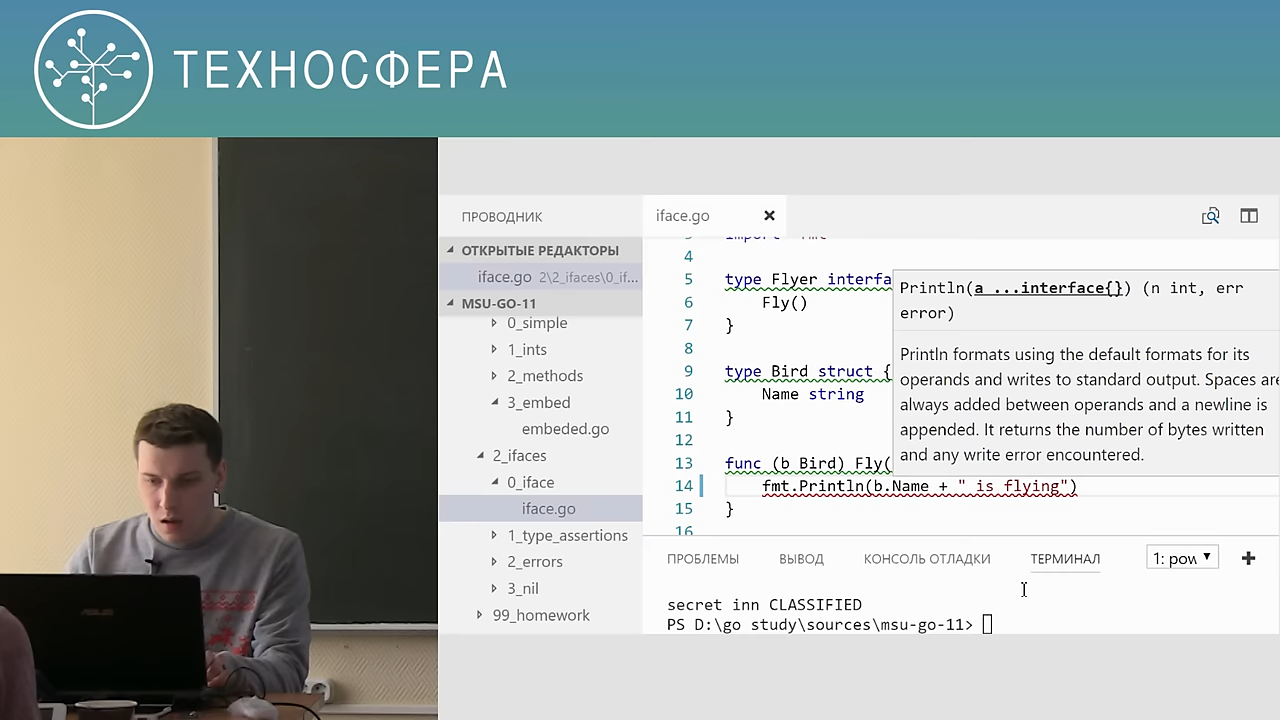 ТЕХНОСФЕРА
ПРОВОДНИК
ОТКРЫТЫЕ РЕДАКТОРЫ
iface.go 2\2_ifaces\0_if...
MSU-GO-11
0_simple
1_ints
2_methods
3_embed
embeded.go
2_ifaces
0_iface
iface.go
1_type_assertions
2_errors
3_nil
99_homework
iface.go
4
5 type Flyer interfa
6 Fly()
7 }
8
9 type Bird struct {
10 Name string
11 }
12
13 func (b Bird) Fly(
14 fmt.Println(b.Name + " is flying")
15 }
16
Println(a ...interface{}) (n int, err
error)
Println formats using the default formats for its
operands and writes to standard output. Spaces are
always added between operands and a newline is
appended. It returns the number of bytes written
and any write error encountered.
ПРОБЛЕМЫ ВЫВОД КОНСОЛЬ ОТЛАДКИ ТЕРМИНАЛ 1: pow
secret inn CLASSIFIED
PS D:\go study\sources\msu-go-11>